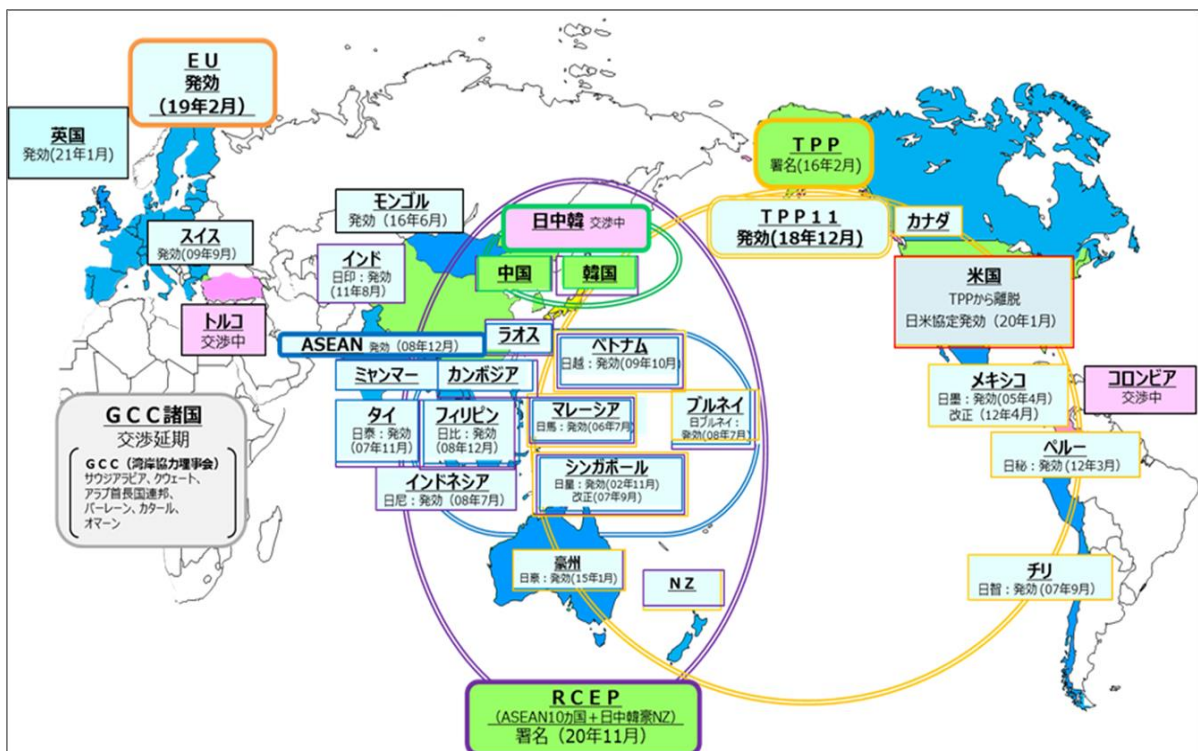 ＥＵ
発効
（19年2月）
英国
発効(21年1月)
スイス
発効(09年9月)
トルコ
交渉中
ＧＣＣ諸国
交渉延期
ＧＣＣ（湾岸協力理事会）
サウジアラビア、クウェート、
アラブ首長国連邦、
バーレーン、カタール、
オマーン
モンゴル
発効（16年6月）
インド
日印：発効
(11年8月)
日中韓 交渉中
中国
韓国
ＡＳＥＡＮ 発効（08年12月）
ラオス
ミャンマー
カンボジア
ベトナム
日越：発効(09年10月)
タイ
日泰：発効
(07年11月)
フィリピン
日比：発効
(08年12月)
マレーシア
日馬：発効(06年7月)
ブルネイ
日ブルネイ：
発効(08年7月)
シンガポール
日星：発効(02年11月)
改正(07年9月)
インドネシア
日尼：発効（08年7月）
豪州
日豪：発効(15年1月)
ＮＺ
ＲＣＥＰ
（ASEAN10カ国＋日中韓豪NZ）
署名（20年11月）
ＴＰＰ
署名(16年2月)
ＴＰＰ11
発効(18年12月)
カナダ
米国
TPPから離脱
日米協定発効（20年1月）
メキシコ
日墨：発効(05年4月)
改正（12年4月）
コロンビア
交渉中
ペルー
日秘：発効(12年3月)
チリ
日智：発効(07年9月)